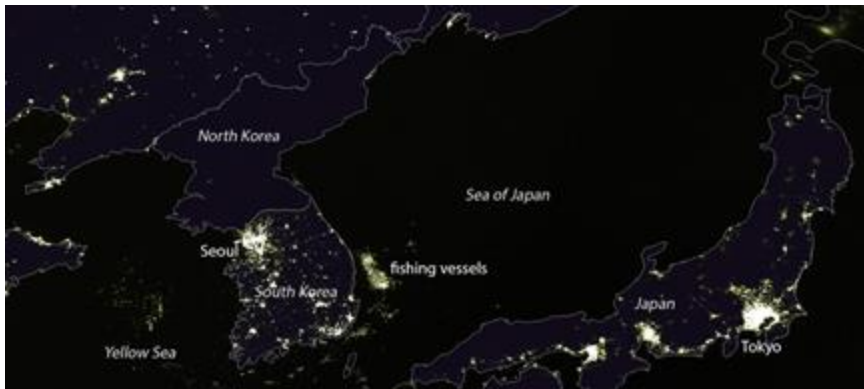 North Korea
Sea of Japan
Seoul
fishing vessels
South Korea
Japan
Yellow Sea
Tokyo